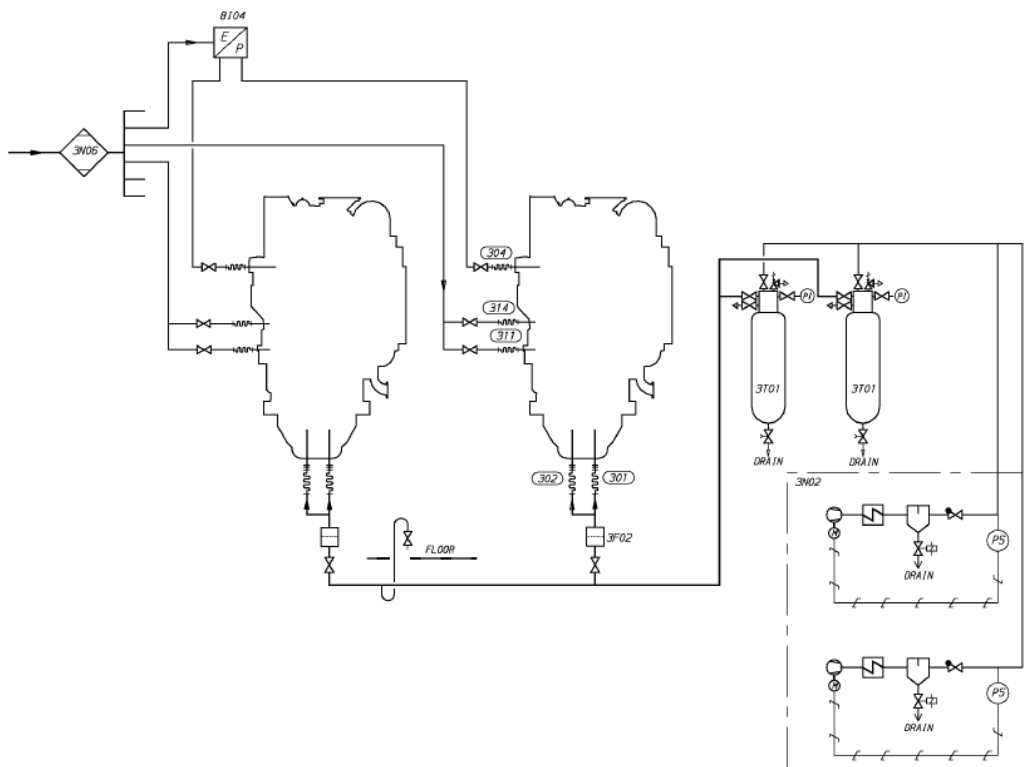 BI04
E
P
3N06
304
314
311
PI
PI
3T01
3T01
DRAIN
DRAIN
302
301
3N02
3F02
FLOOR
M
PS
DRAIN
M
PS
DRAIN